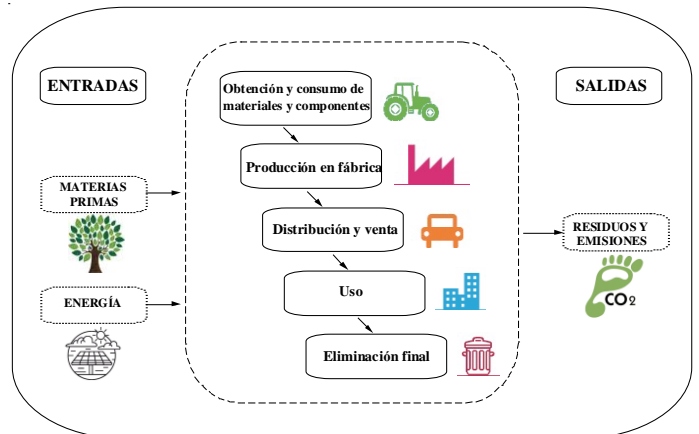 ENTRADAS
Obtención y consumo de
materiales y componentes
SALIDAS
Producción en fábrica
MATERIAS
PRIMAS
Distribución y venta
RESIDUOS Y
EMISIONES
ENERGÍA
Uso
CO2
Eliminación final